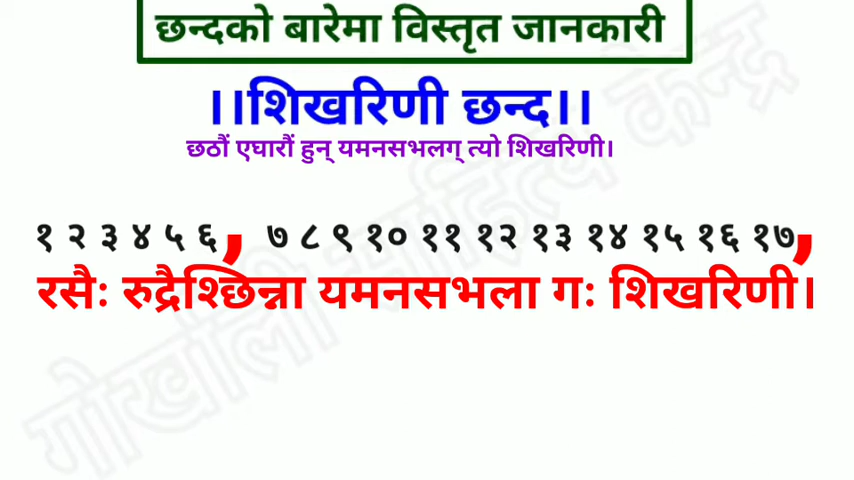 छन्दको बारेमा विस्तृत जानकारी
।।शिखरिणी छन्द।।
छठौं एघारौं हुन् यमनसभलग् त्यो शिखरिणी।
१ २ ३ ४ ५ ६, ७ ८ ९ १० ११ १२ १३ १४ १५ १६ १७,
रसैः रुद्रैश्छिन्ना यमनसभला गः शिखरिणी।
गोर्खाली साहित्य केन्द्र